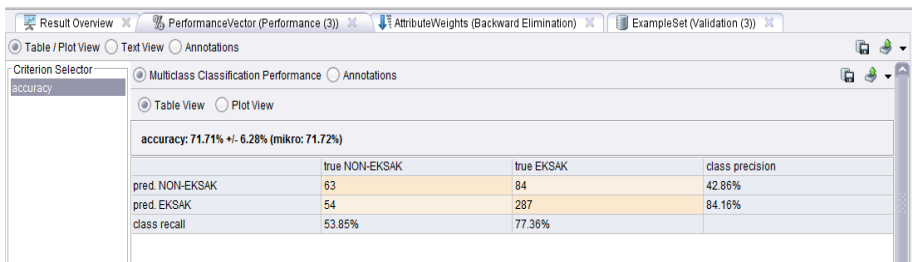 Result Overview PerformanceVector (Performance (3)) AttributeWeights (Backward Elimination) ExampleSet (Validation (3))
Table / Plot View Text View Annotations
Criterion Selector
accuracy
Multiclass Classification Performance Annotations
Table View Plot View
accuracy: 71.71% +/- 6.28% (mikro: 71.72%)
true NON-EKSAK true EKSAK class precision
pred. NON-EKSAK 63 84 42.86%
pred. EKSAK 54 287 84.16%
class recall 53.85% 77.36%